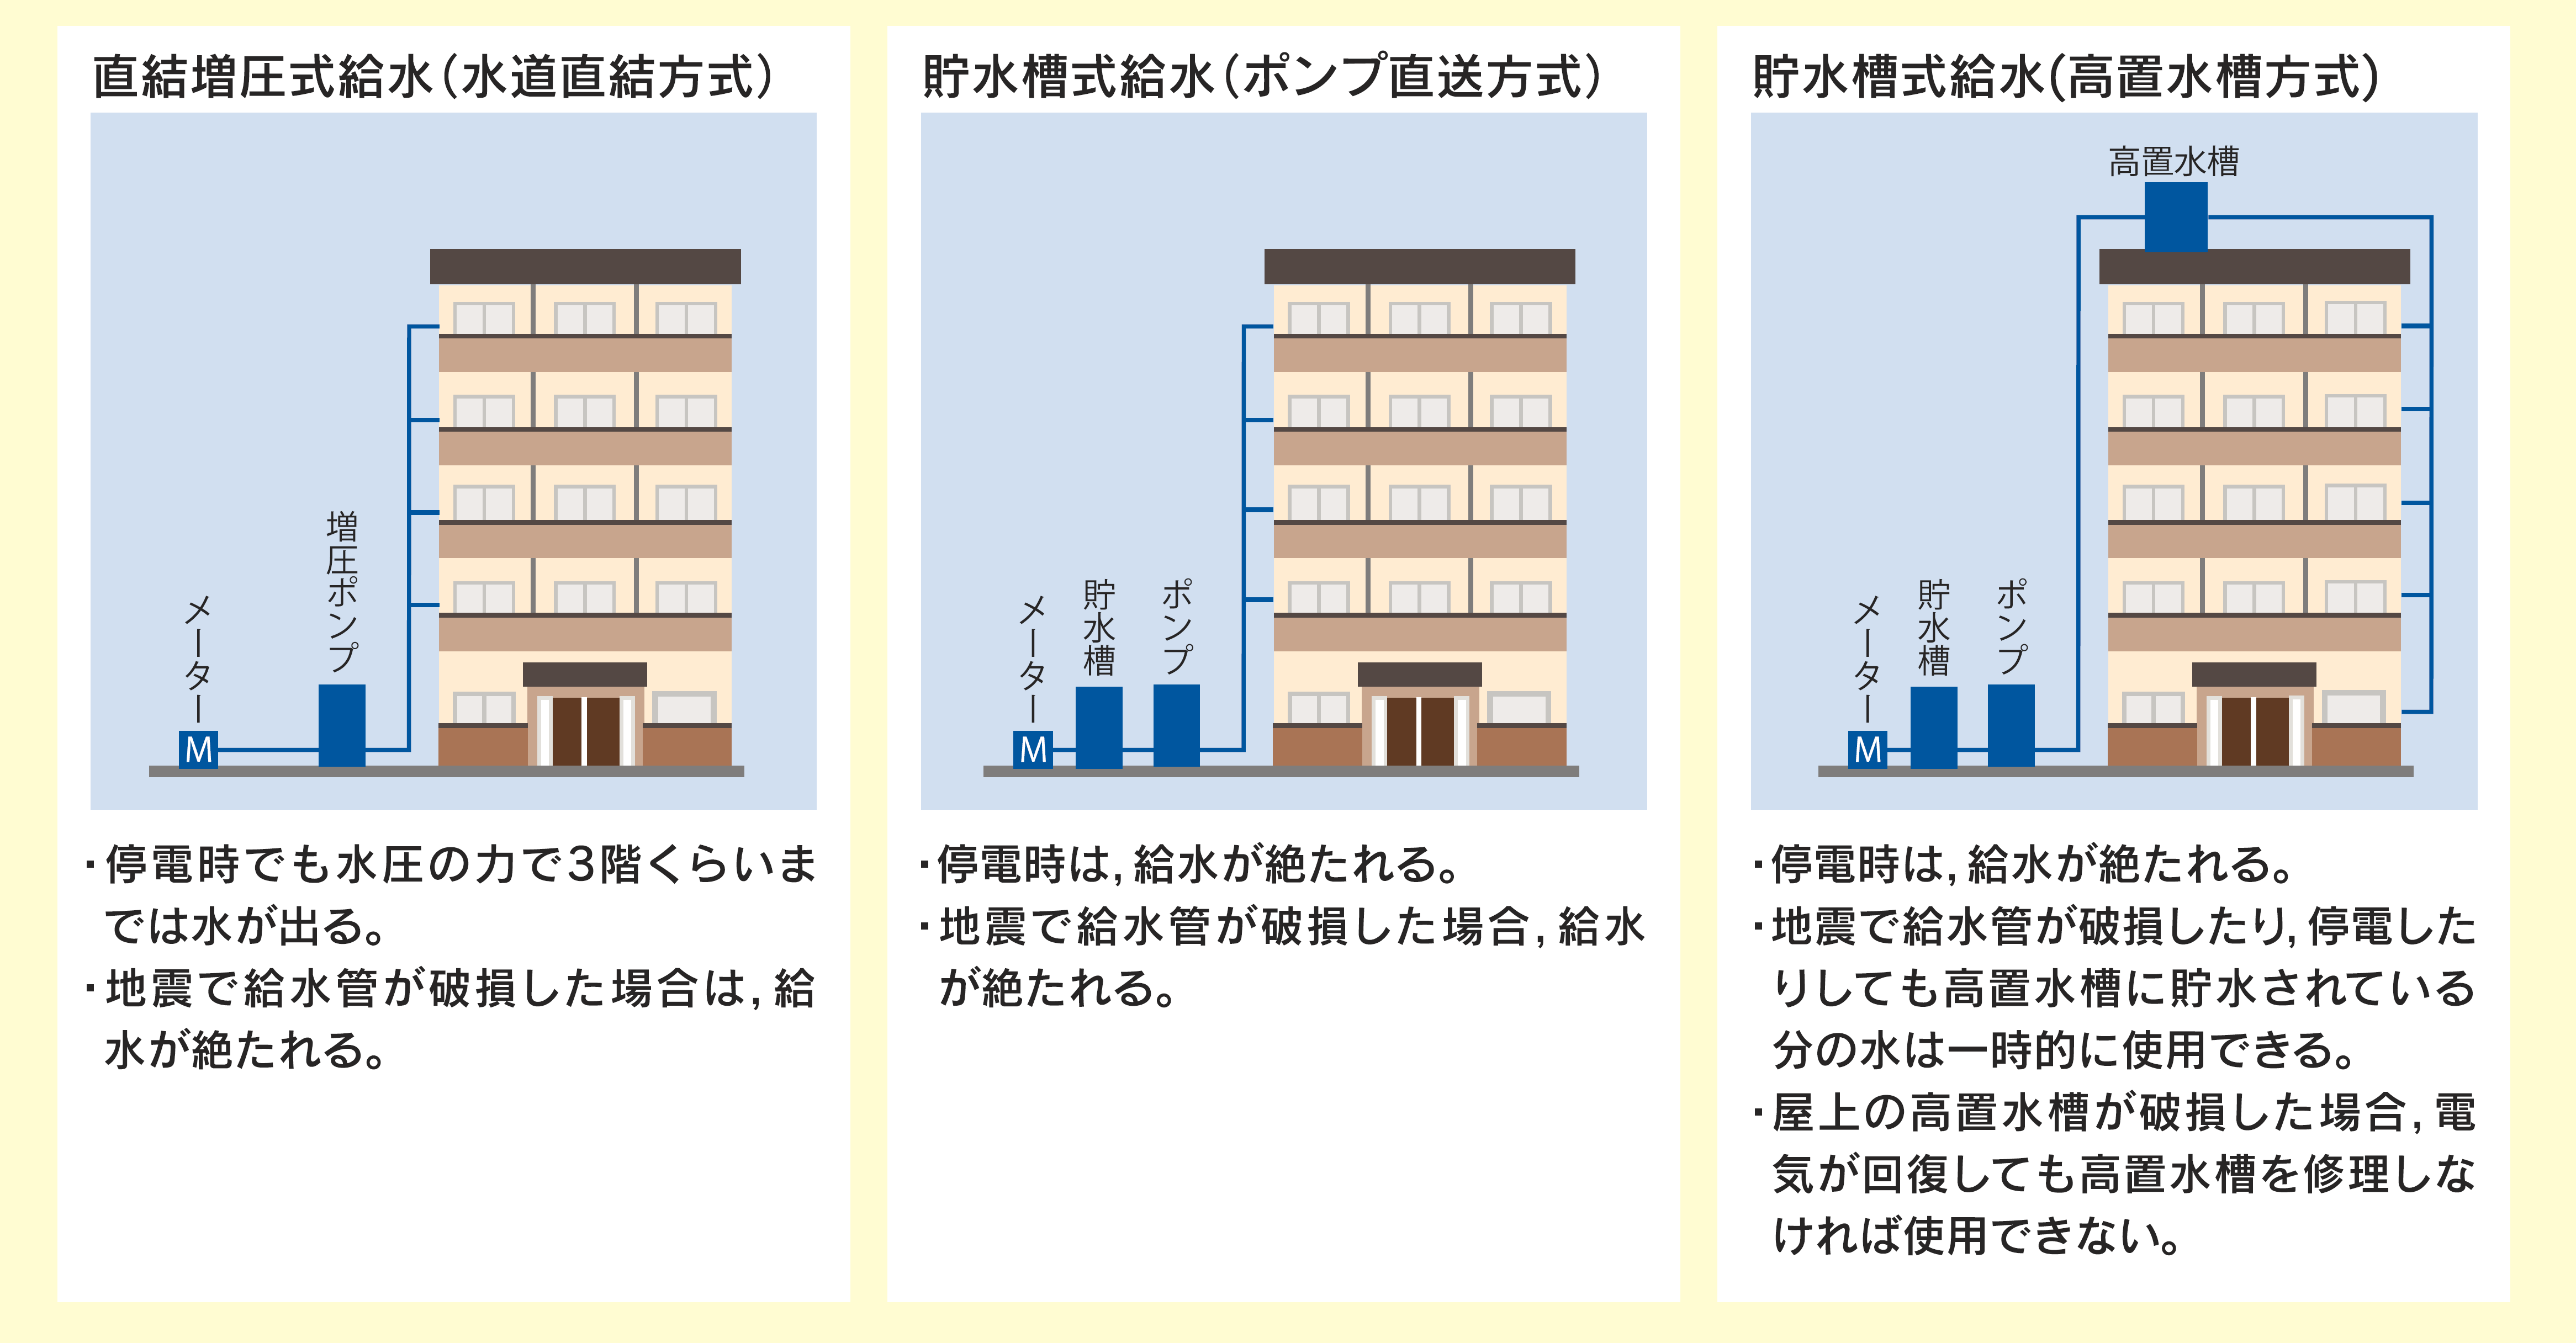 直結増圧式給水（水道直結方式）
増圧ポンプ
メーター
M
・停電時でも水圧の力で3階くらいま
では水が出る。
・地震で給水管が破損した場合は，給
水が絶たれる。
貯水槽式給水（ポンプ直送方式）
メーター
貯水槽
ポンプ
M
・停電時は，給水が絶たれる。
・地震で給水管が破損した場合，給水
が絶たれる。
貯水槽式給水(高置水槽方式)
高置水槽
メーター
貯水槽
ポンプ
M
・停電時は，給水が絶たれる。
・地震で給水管が破損したり，停電した
りしても高置水槽に貯水されている
分の水は一時的に使用できる。
・屋上の高置水槽が破損した場合，電
気が回復しても高置水槽を修理しな
ければ使用できない。